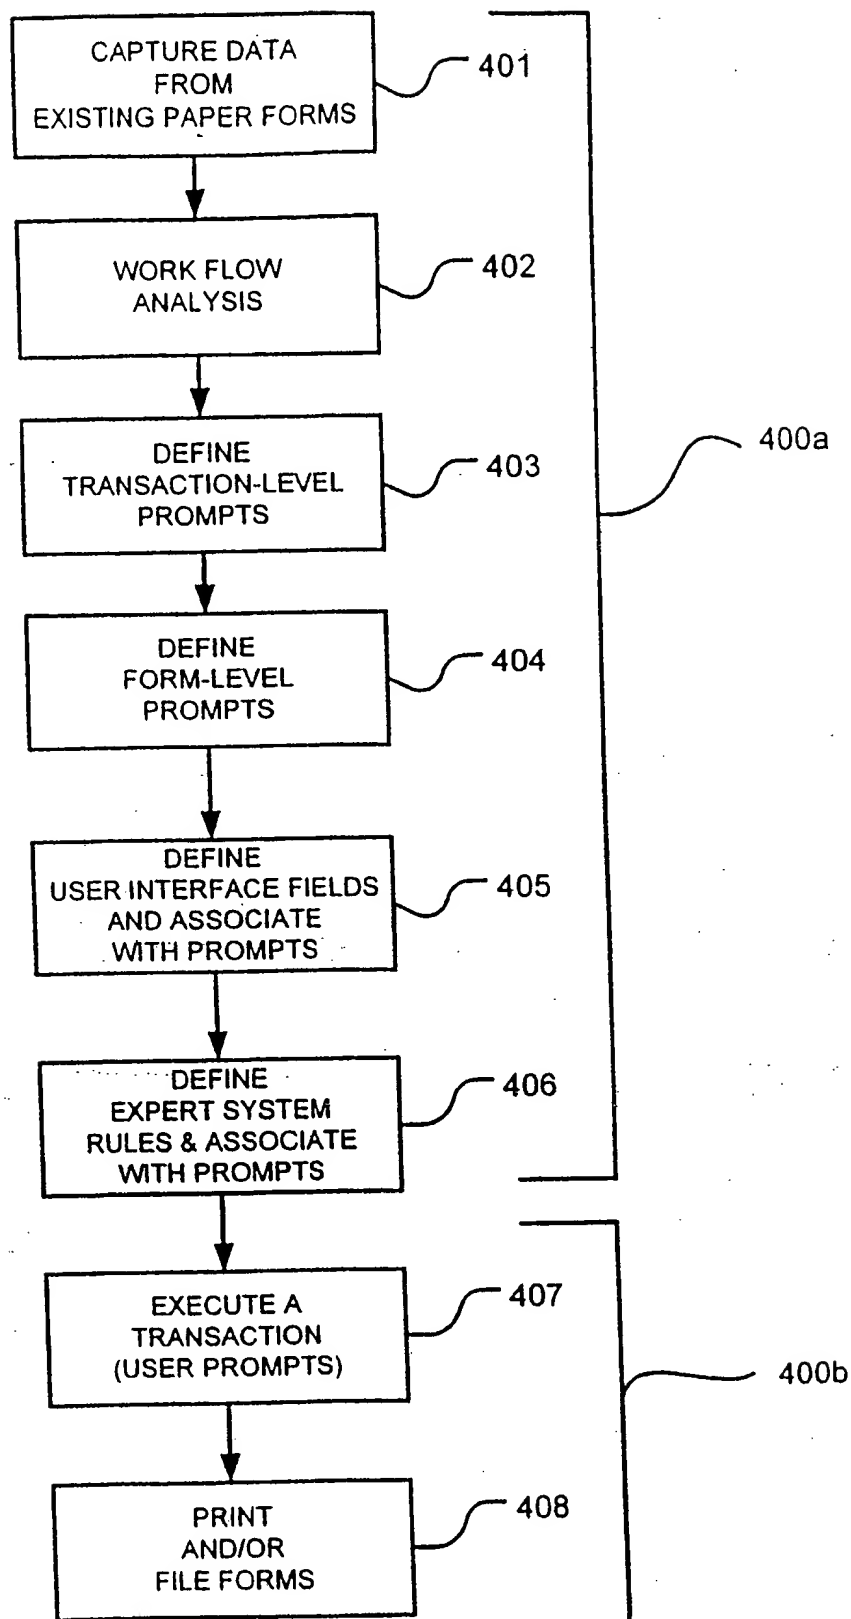 CAPTURE DATA
FROM
EXISTING PAPER FORMS
401
WORK FLOW
ANALYSIS
402
DEFINE
TRANSACTION-LEVEL
PROMPTS
403
400a
DEFINE
FORM-LEVEL
PROMPTS
404
DEFINE
USER INTERFACE FIELDS
AND ASSOCIATE
WITH PROMPTS
405
DEFINE
EXPERT SYSTEM
RULES & ASSOCIATE
WITH PROMPTS
406
EXECUTE A
TRANSACTION
(USER PROMPTS)
407
400b
PRINT
AND/OR
FILE FORMS
408